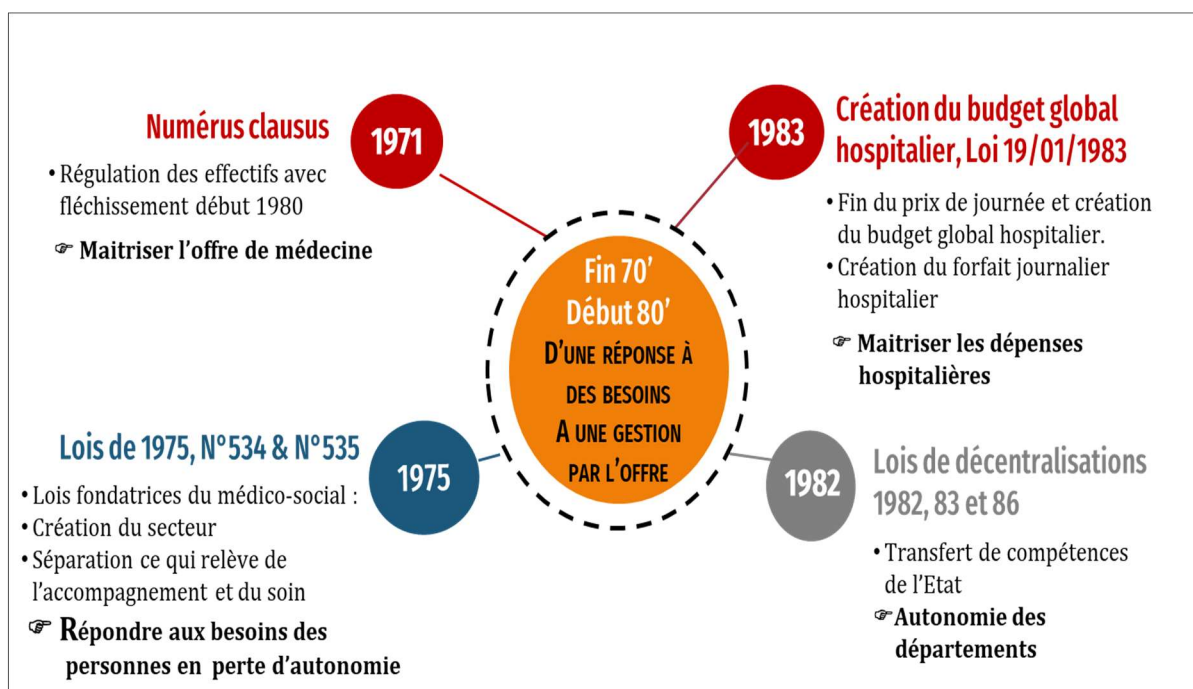 Numérus clausus
1971
• Régulation des effectifs avec
fléchissement début 1980
☞ Maitriser l'offre de médecine
1983
Création du budget global
hospitalier, Loi 19/01/1983
• Fin du prix de journée et création
du budget global hospitalier.
• Création du forfait journalier
hospitalier
☞ Maitriser les dépenses
hospitalières
Fin 70’
Début 80’
D’UNE RÉPONSE À
DES BESOINS
A UNE GESTION
PAR L’OFFRE
Lois de 1975, N°534 & N°535
1975
• Lois fondatrices du médico-social :
• Création du secteur
• Séparation ce qui relève de
l'accompagnement et du soin
☞ Répondre aux besoins des
personnes en perte d'autonomie
1982
Lois de décentralisations
1982, 83 et 86
• Transfert de compétences
de l'Etat
☞Autonomie des
départements